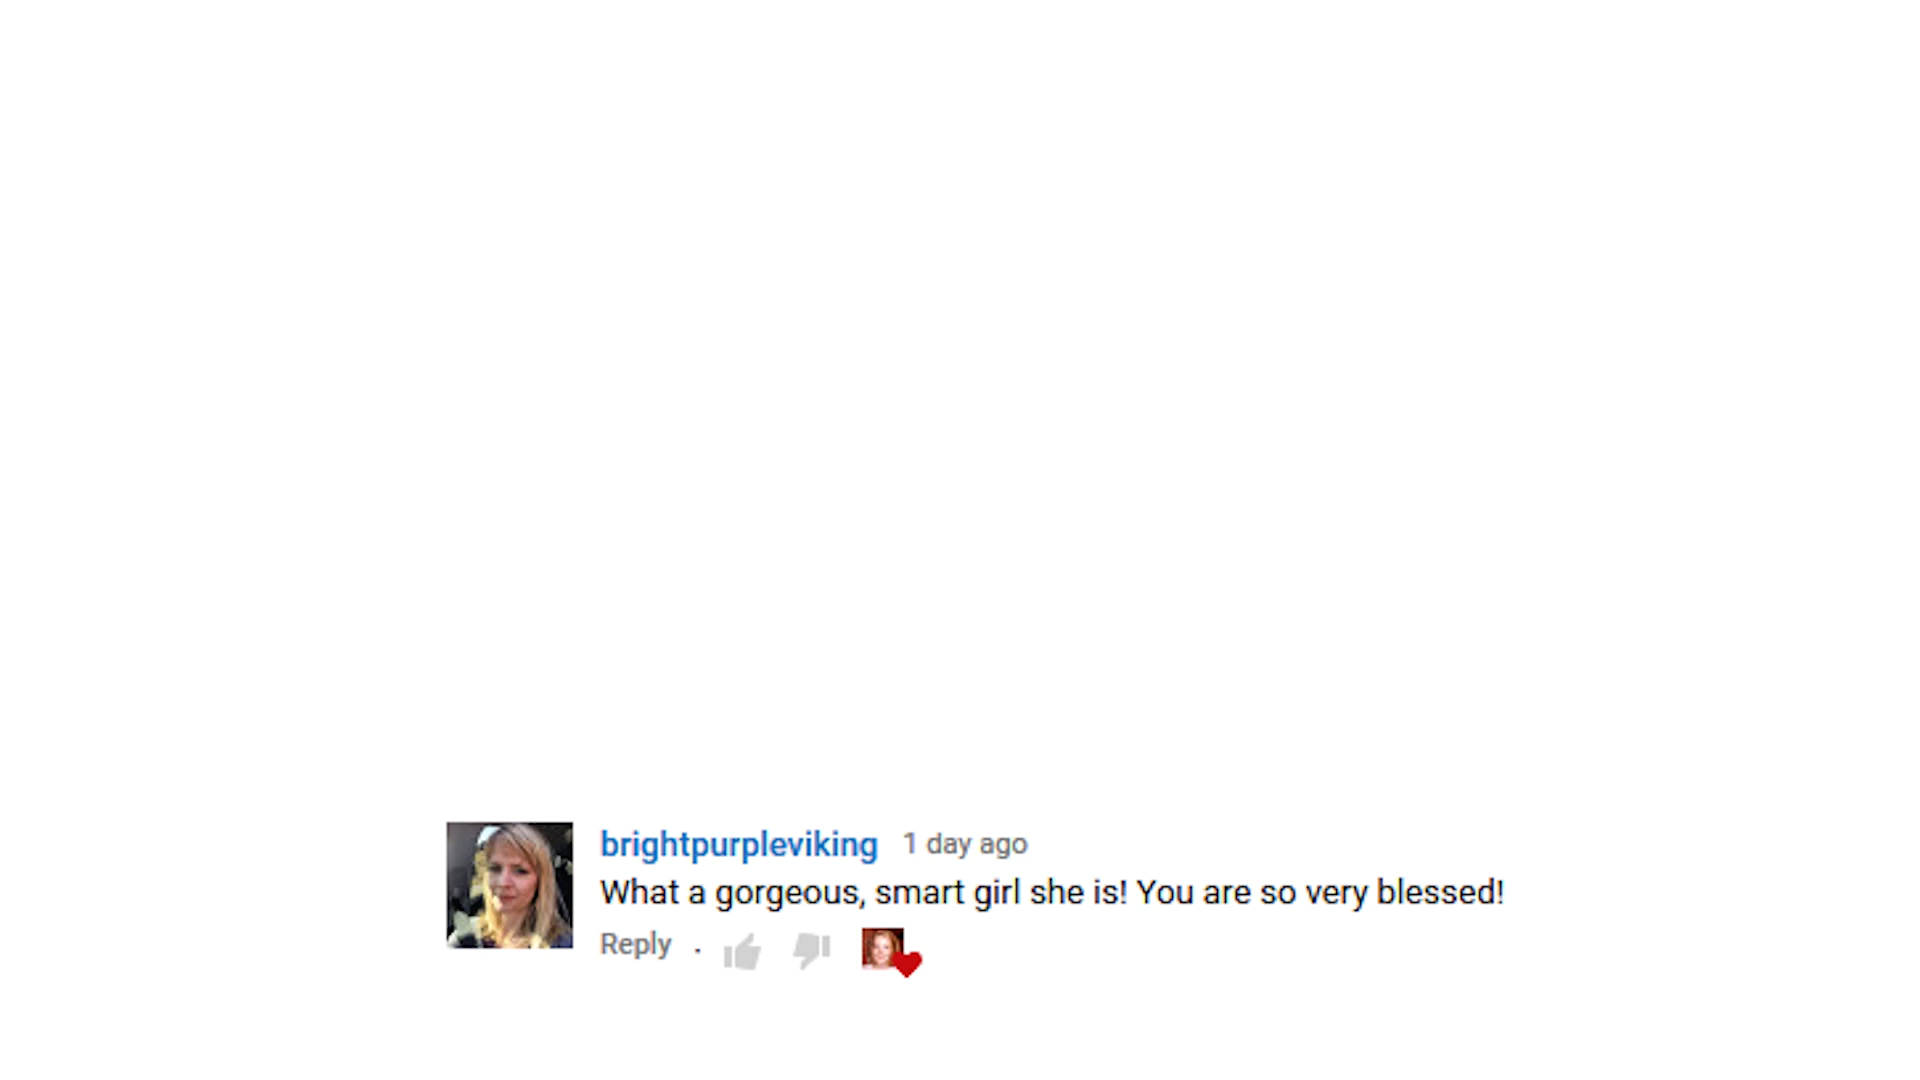 brightpurpleviking 1 day ago
What a gorgeous, smart girl she is! You are so very blessed!
Reply .